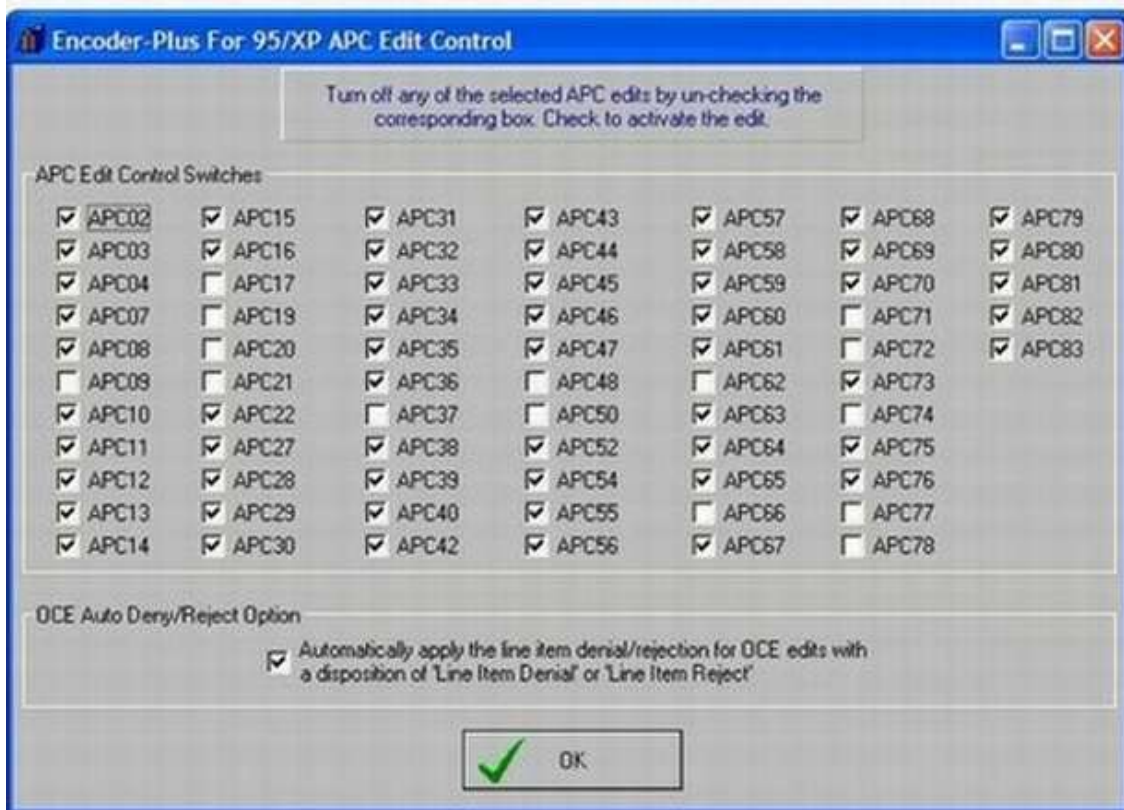 Encoder-Plus For 95/XP APC Edit Control
Turn off any of the selected APC edits by un-checking the
corresponding box. Check to activate the edit.
APC Edit Control Switches
APC02 APC15 APC31 APC43 APC57 APC68 APC79
APC03 APC16 APC32 APC44 APC58 APC69 APC80
APC04 APC17 APC33 APC45 APC59 APC70 APC81
APC07 APC19 APC34 APC46 APC60 APC71 APC82
APC08 APC20 APC35 APC47 APC61 APC72 APC83
APC09 APC21 APC36 APC48 APC62 APC73
APC10 APC22 APC37 APC50 APC63 APC74
APC11 APC27 APC38 APC52 APC64 APC75
APC12 APC28 APC39 APC54 APC65 APC76
APC13 APC29 APC40 APC55 APC66 APC77
APC14 APC30 APC42 APC56 APC67 APC78
OCE Auto Deny/Reject Option
Automatically apply the line item denial/rejection for OCE edits with
a disposition of 'Line Item Denial' or 'Line Item Reject'
OK